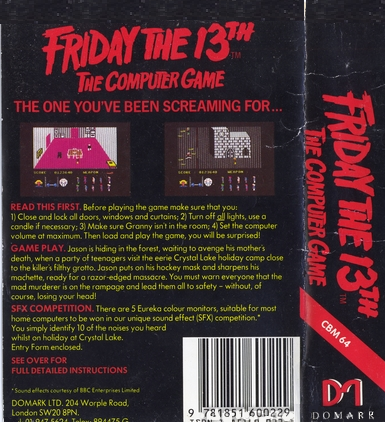 FRIDAY THE 13TH
TM
THE COMPUTER GAME
THE ONE YOU'VE BEEN SCREAMING FOR...
READ THIS FIRST. Before playing the game make sure that you:
1) Close and lock all doors, windows and curtains; 2) Turn off all lights, use a
candle if necessary; 3) Make sure Granny isn't in the room; 4) Set the computer
volume at maximum. Then load and play the game, you will be surprised!
GAME PLAY. Jason is hiding in the forest, waiting to avenge his mother's
death, when a party of teenagers visit the eerie Crystal Lake holiday camp close
to the killer's filthy grotto. Jason puts on his hockey mask and sharpens his
machette, ready for a razor-edged massacre. You must warn everyone that the
mad murderer is on the rampage and lead them all to safety – without, of
course, losing your head!
SFX COMPETITION. There are 5 Eureka colour monitors, suitable for most
home computers to be won in our unique sound effect (SFX) competition.*
You simply identify 10 of the noises you heard
whilst on holiday at Crystal Lake.
Entry Form enclosed.
SEE OVER FOR
FULL DETAILED INSTRUCTIONS
*Sound effects courtesy of BBC Enterprises Limited
DOMARK LTD. 204 Worple Road,
London SW20 8PN.
9 781851 600229
FRIDAY THE 13TH
TM
THE COMPUTER GAME
CBM 64
DOMARK